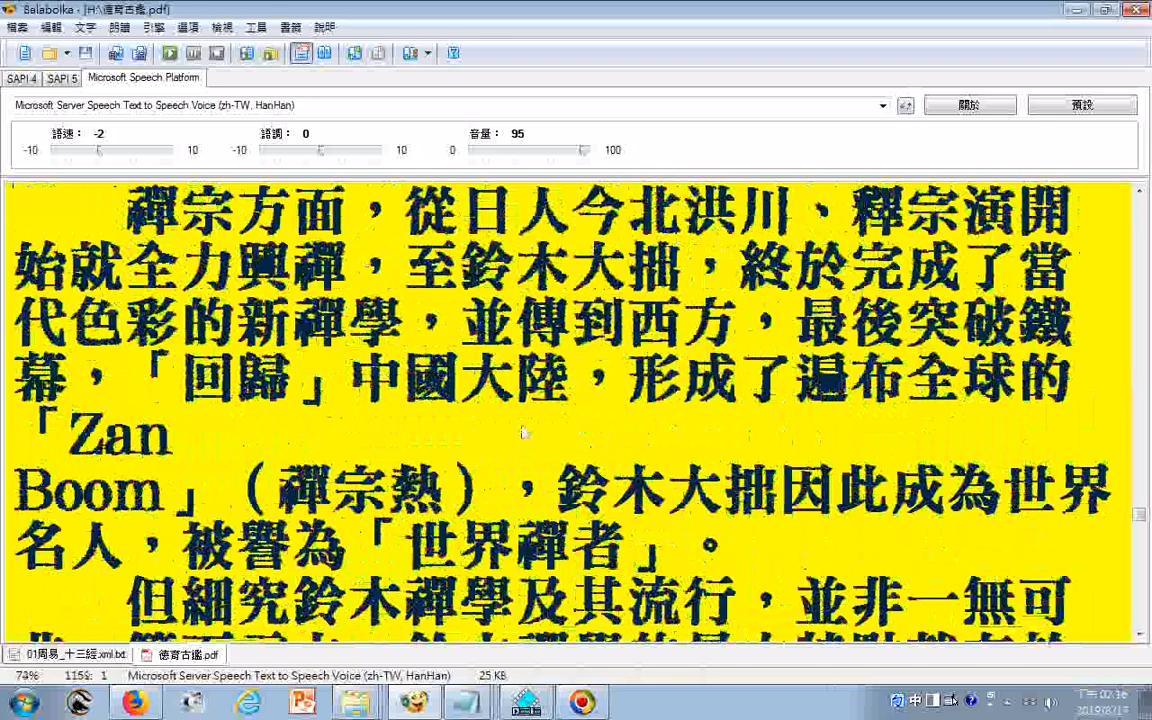 Balabolka - [H:\德育古鑑.pdf]
檔案 編輯 文字 朗讀 引擎 選項 檢視 工具 書籤 說明
SAPI 4 SAPI 5 Microsoft Speech Platform
Microsoft Server Speech Text to Speech Voice (zh-TW, HanHan) 關於 預設
語速： -2 語調： 0 音量： 95
-10 10 -10 10 0 100
禪宗方面，從日人今北洪川、釋宗演開
始就全力興禪，至鈴木大拙，終於完成了當
代色彩的新禪學，並傳到西方，最後突破鐵
幕，「回歸」中國大陸，形成了遍布全球的
「Zan
Boom」（禪宗熱），鈴木大拙因此成為世界
名人，被譽為「世界禪者」。
但細究鈴木禪學及其流行，並非一無可
01周易_十三經.xml.txt 德育古鑑.pdf
74% 115: 1 Microsoft Server Speech Text to Speech Voice (zh-TW, HanHan) 25 KB
中
下午 02:16